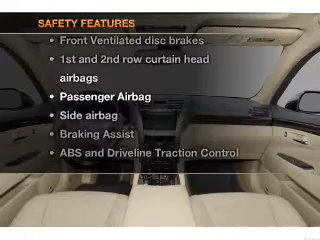 SAFETY FEATURES
• Front Ventilated disc brakes
• 1st and 2nd row curtain head
airbags
• Passenger Airbag
• Side airbag
• Braking Assist
• ABS and Driveline Traction Control